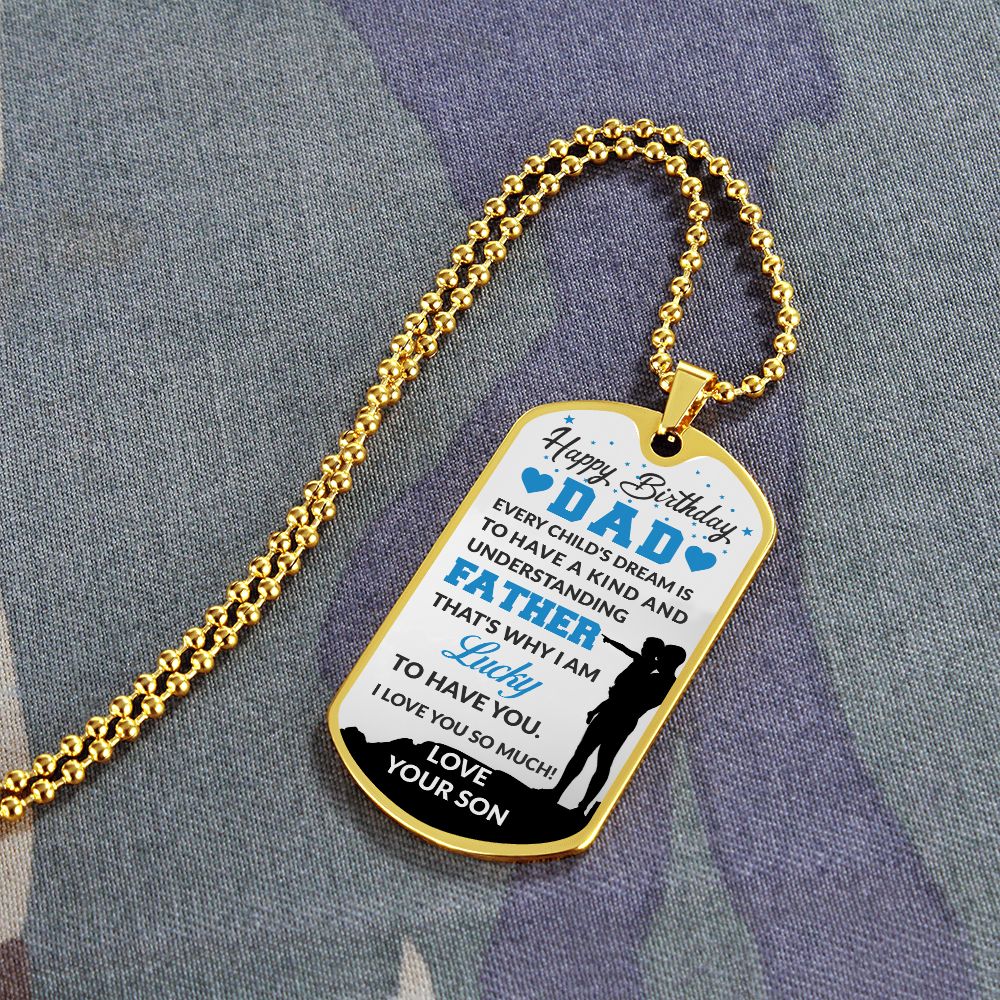 Happy Birthday
DAD
EVERY CHILD'S DREAM IS
TO HAVE A KIND AND
UNDERSTANDING
FATHER
THAT'S WHY I AM
Lucky
TO HAVE YOU.
I LOVE YOU SO MUCH!
LOVE
YOUR SON